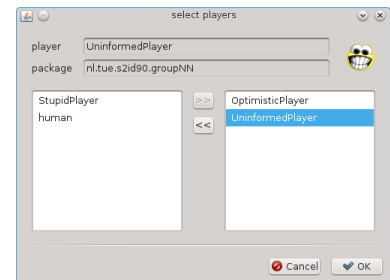 select players
player UninformedPlayer
package nl.tue.s2id90.groupNN
StupidPlayer
human
>>
<<
OptimisticPlayer
UninformedPlayer
Cancel OK